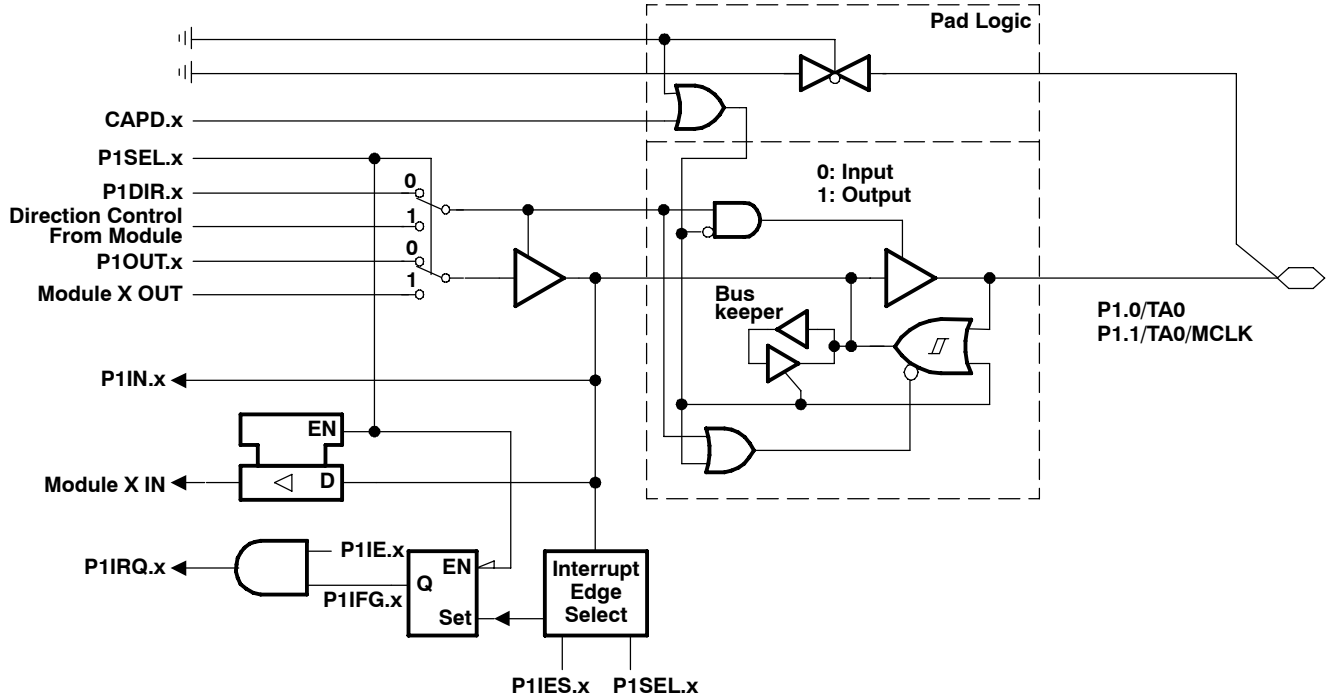 Pad Logic
CAPD.x
P1SEL.x
0: Input
1: Output
P1DIR.x
0
Direction Control
From Module
1
P1OUT.x
0
Module X OUT
1
Bus
keeper
P1.0/TA0
P1.1/TA0/MCLK
P1IN.x
EN
Module X IN
D
P1IE.x
P1IRQ.x
EN
Q
P1IFG.x
Set
Interrupt
Edge
Select
P1IES.x
P1SEL.x